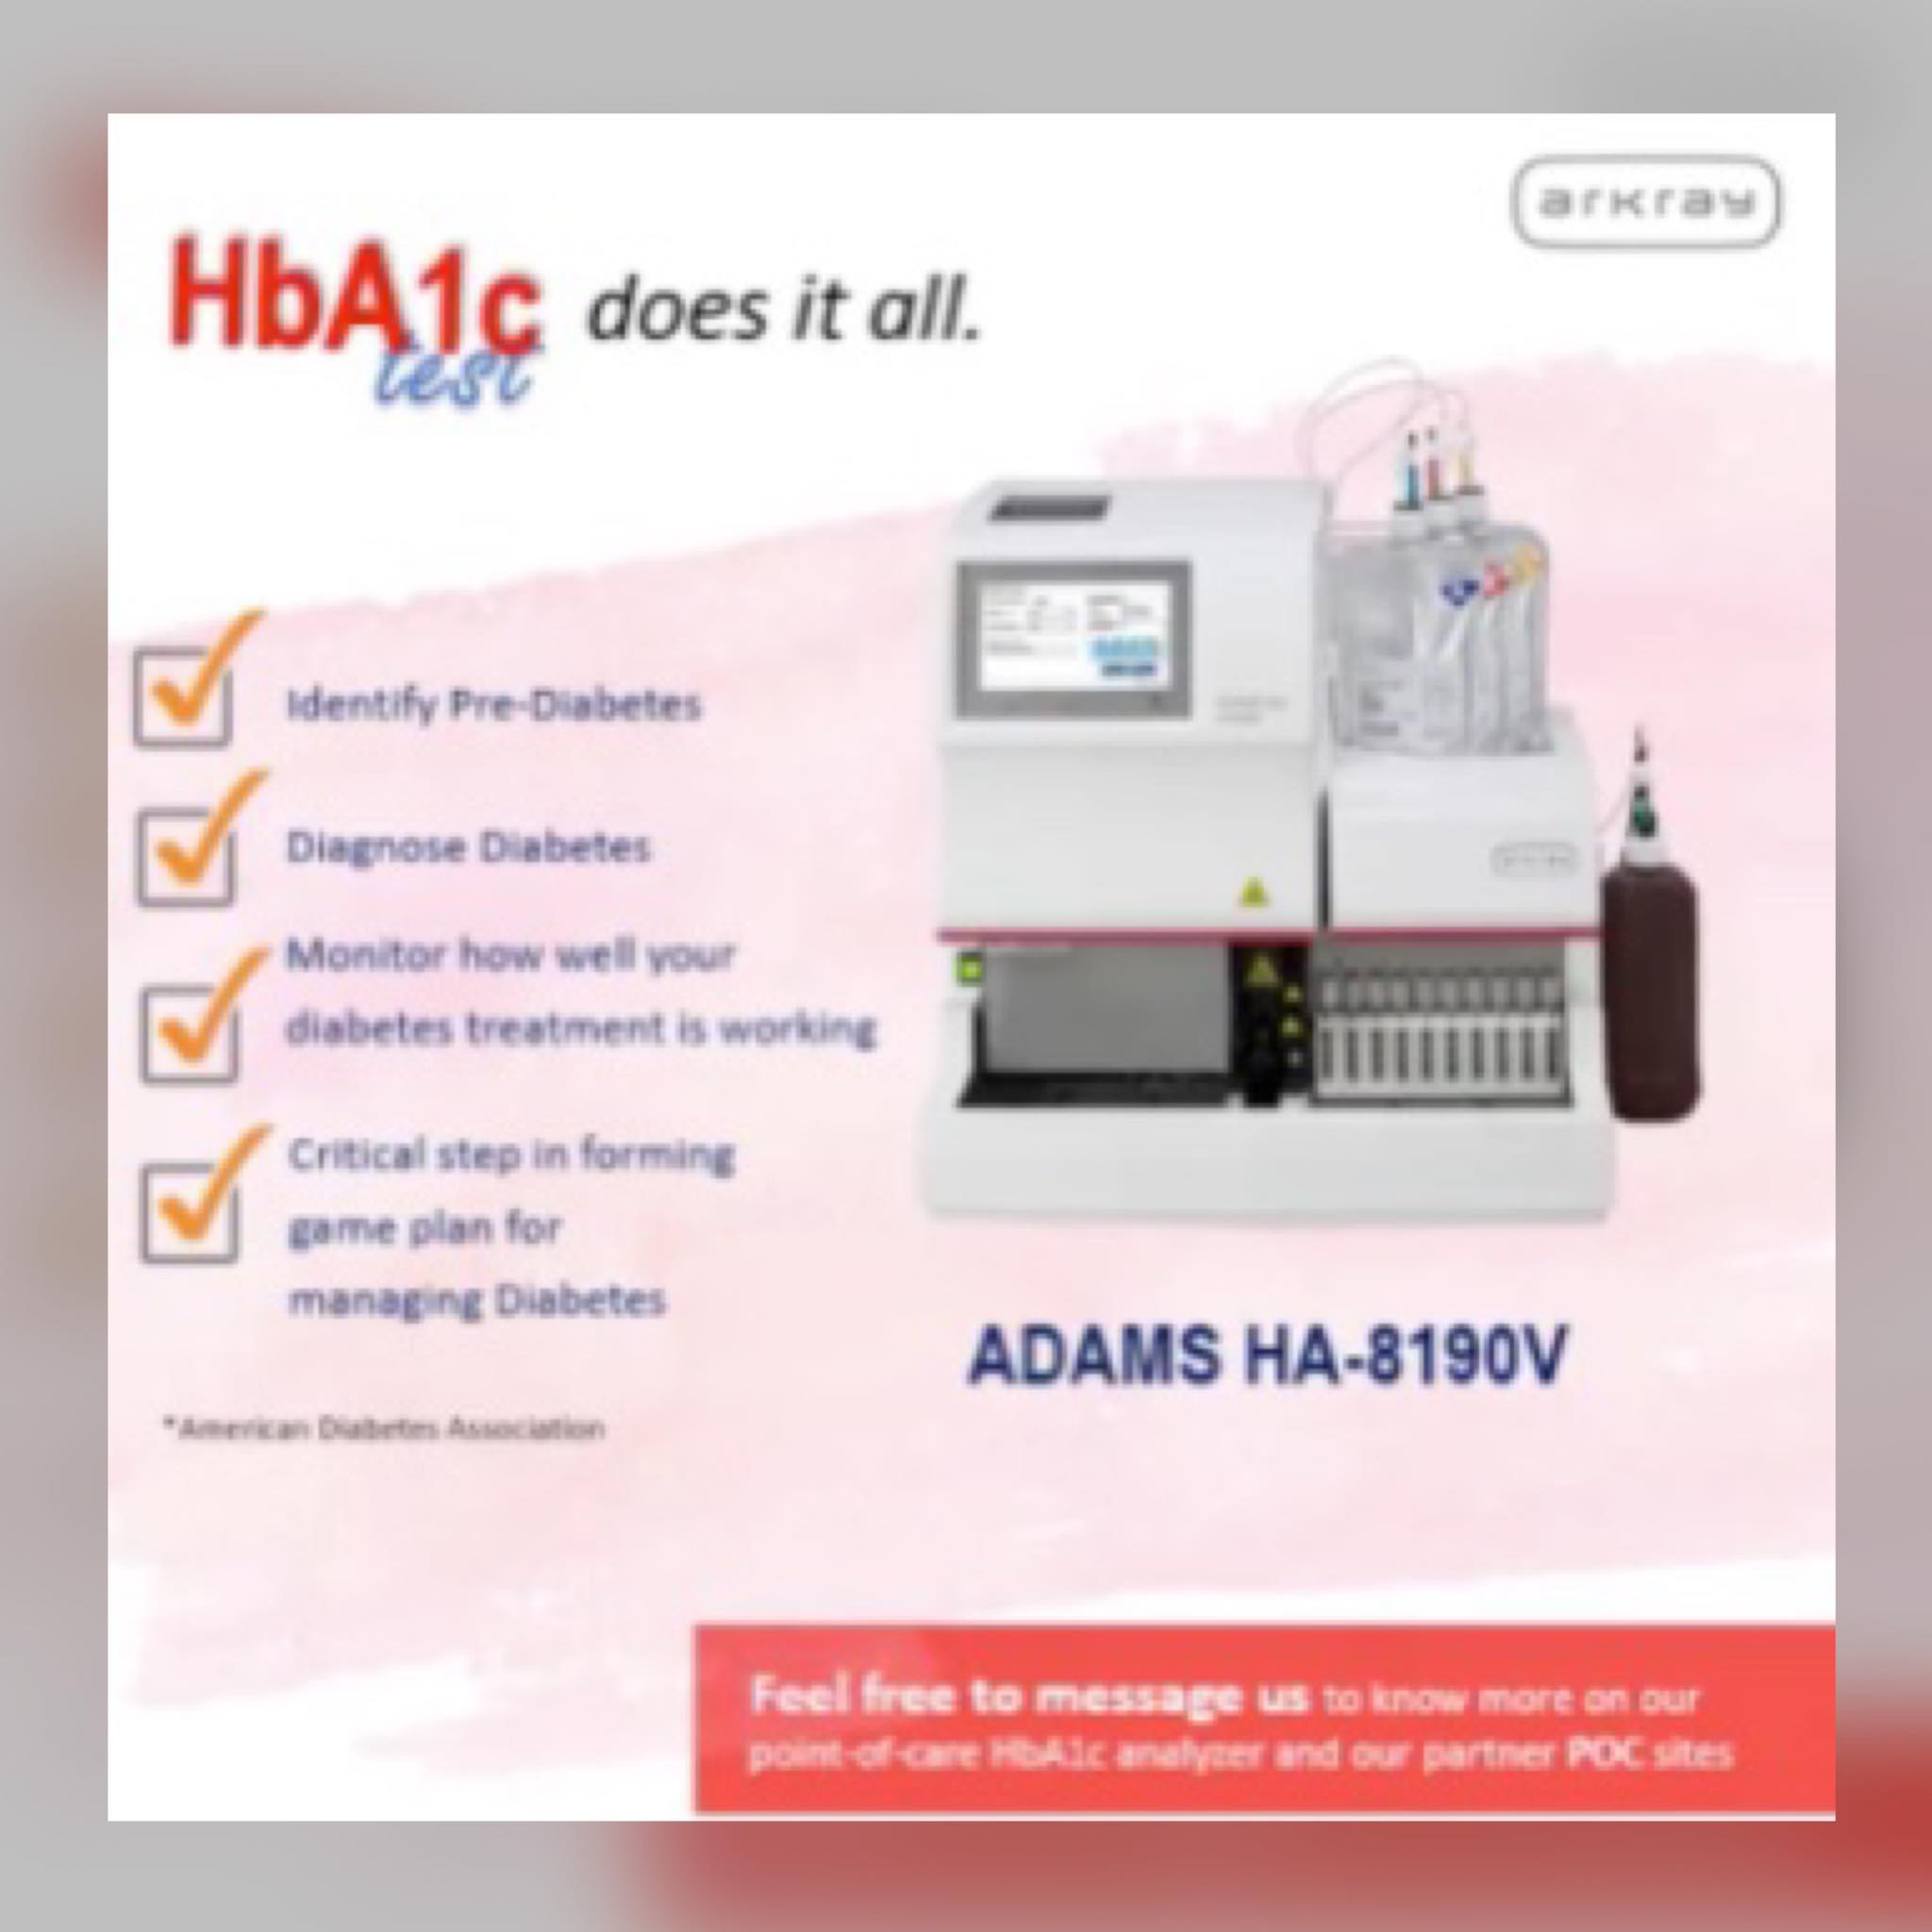 arkray
HbA1c does it all.
test
Identify Pre-Diabetes
Diagnose Diabetes
Monitor how well your
diabetes treatment is working
Critical step in forming
game plan for
managing Diabetes
ADAMS HA-8190V
*American Diabetes Association
Feel free to message us to know more on our
point-of-care HbA1c analyzer and our partner POC sites